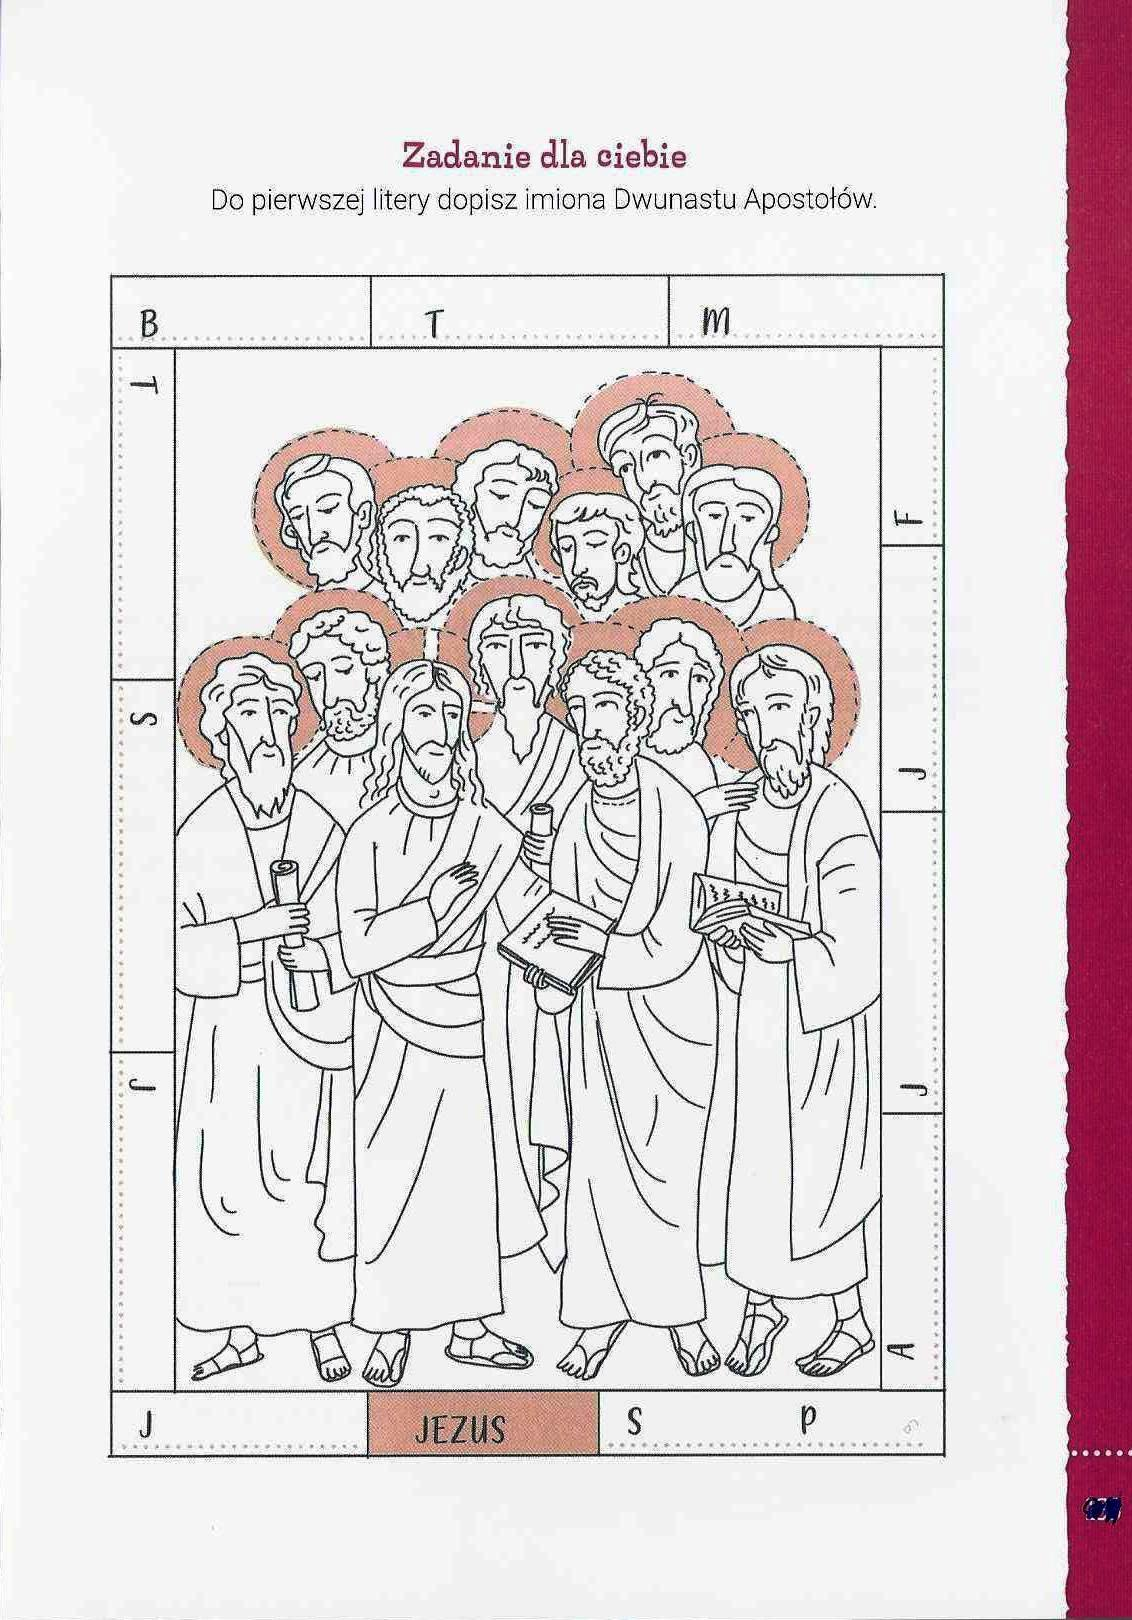 Zadanie dla ciebie
Do pierwszej litery dopisz imiona Dwunastu Apostołów.
B T M
T
F
S
J
J
J
A
J JEZUS S P